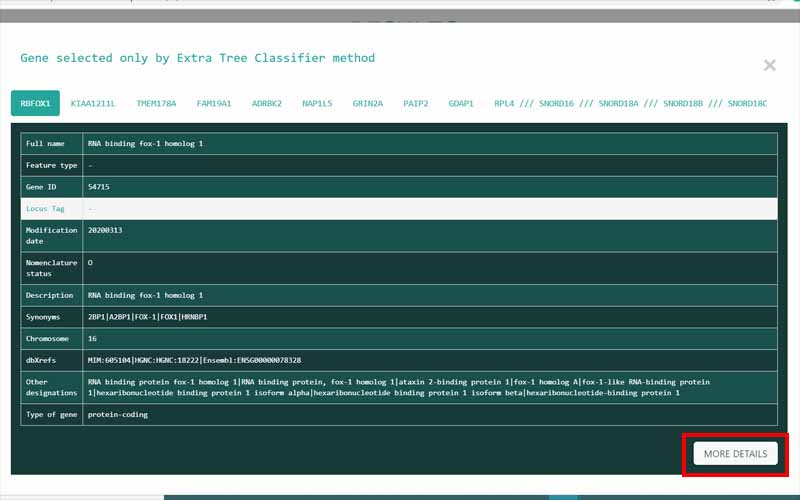 Gene selected only by Extra Tree Classifier method
×
RBFOX1 KIAA1211L TMEM178A FAM19A1 ADRBK2 NAP1L5 GRIN2A PAIP2 GDAP1 RPL4 /// SNORD16 /// SNORD18A /// SNORD18B /// SNORD18C
Full name RNA binding fox-1 homolog 1
Feature type -
Gene ID 54715
Locus Tag -
Modification date 20200313
Nomenclature status O
Description RNA binding fox-1 homolog 1
Synonyms 2BP1|A2BP1|FOX-1|FOX1|HRNBP1
Chromosome 16
dbXrefs MIM:605104|HGNC:HGNC:18222|Ensembl:ENSG00000078328
Other designations RNA binding protein fox-1 homolog 1|RNA binding protein, fox-1 homolog 1|ataxin 2-binding protein 1|fox-1 homolog A|fox-1-like RNA-binding protein
1|hexaribonucleotide binding protein 1 isoform alpha|hexaribonucleotide binding protein 1 isoform beta|hexaribonucleotide-binding protein 1
Type of gene protein-coding
MORE DETAILS